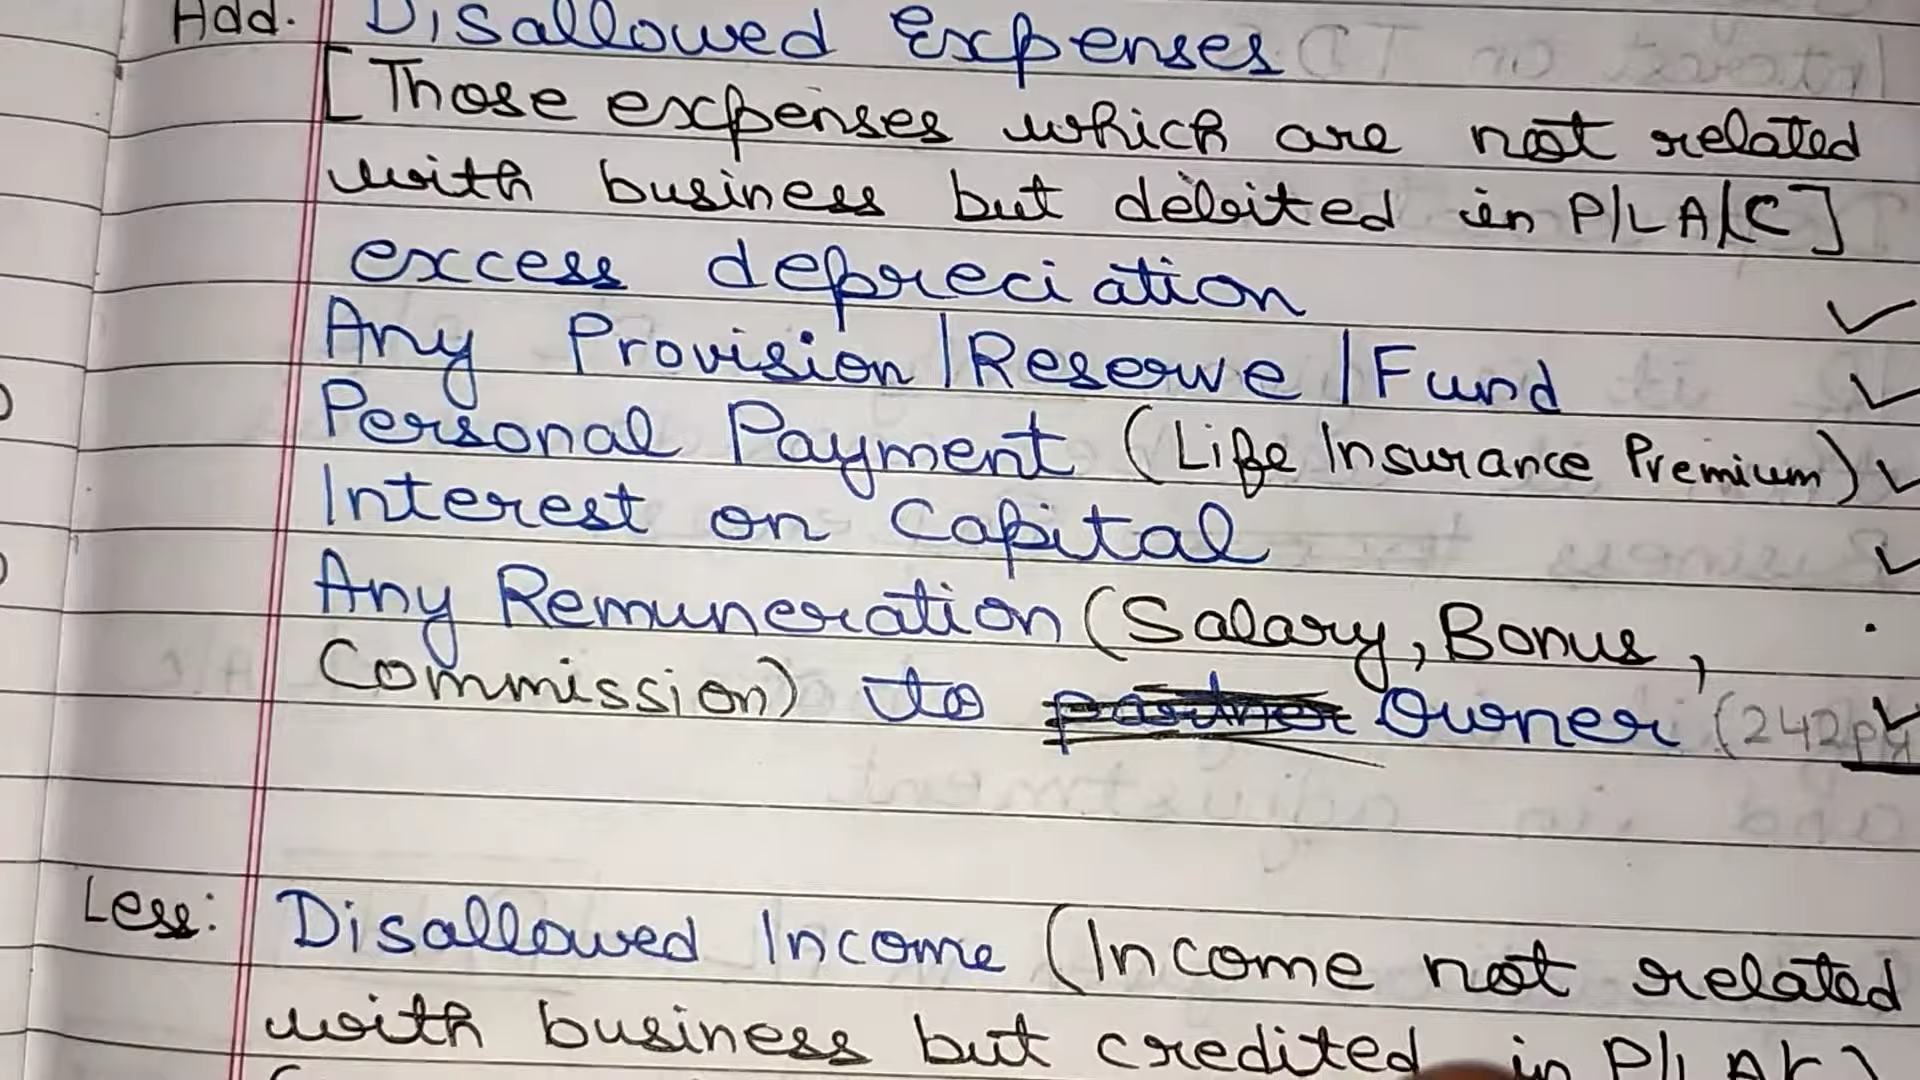 Add. Disallowed Expenses
[Those expenses which are not related
with business but debited in P/L A/C]
excess depreciation ✓
Any Provision/Reserve/Fund ✓
Personal Payment (Life Insurance Premium) ✓
Interest on Capital ✓
Any Remuneration (Salary, Bonus,
Commission) to partner Owner (242
Less: Disallowed Income (Income not related
with business but credited in P/L A/C)